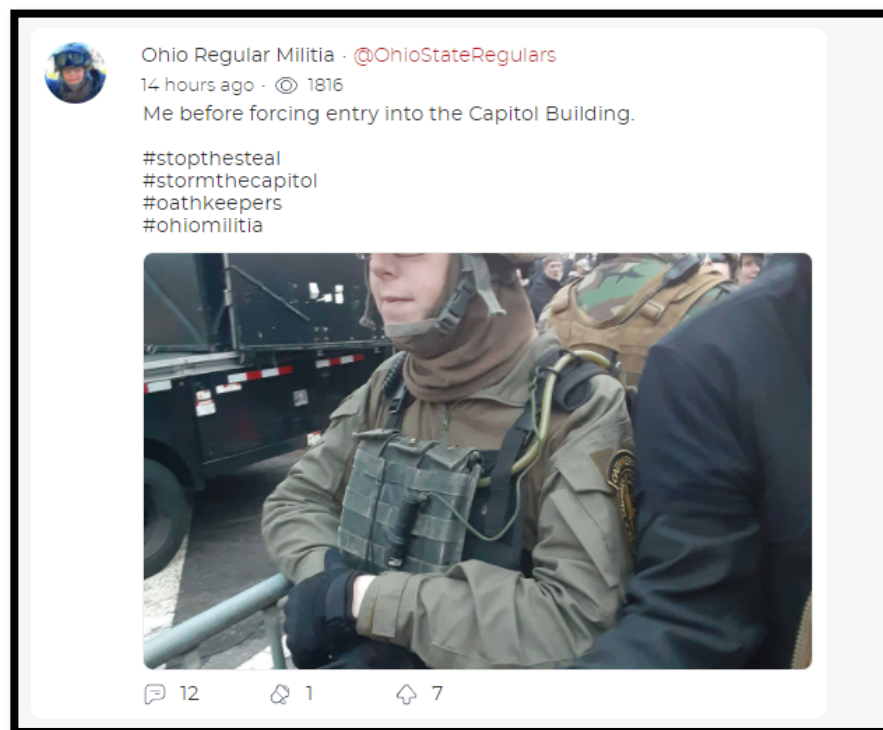 Ohio Regular Militia · @OhioStateRegulars
14 hours ago · 1816
Me before forcing entry into the Capitol Building.
#stopthesteal
#stormthecapitol
#oathkeepers
#ohiomilitia
12 1 7